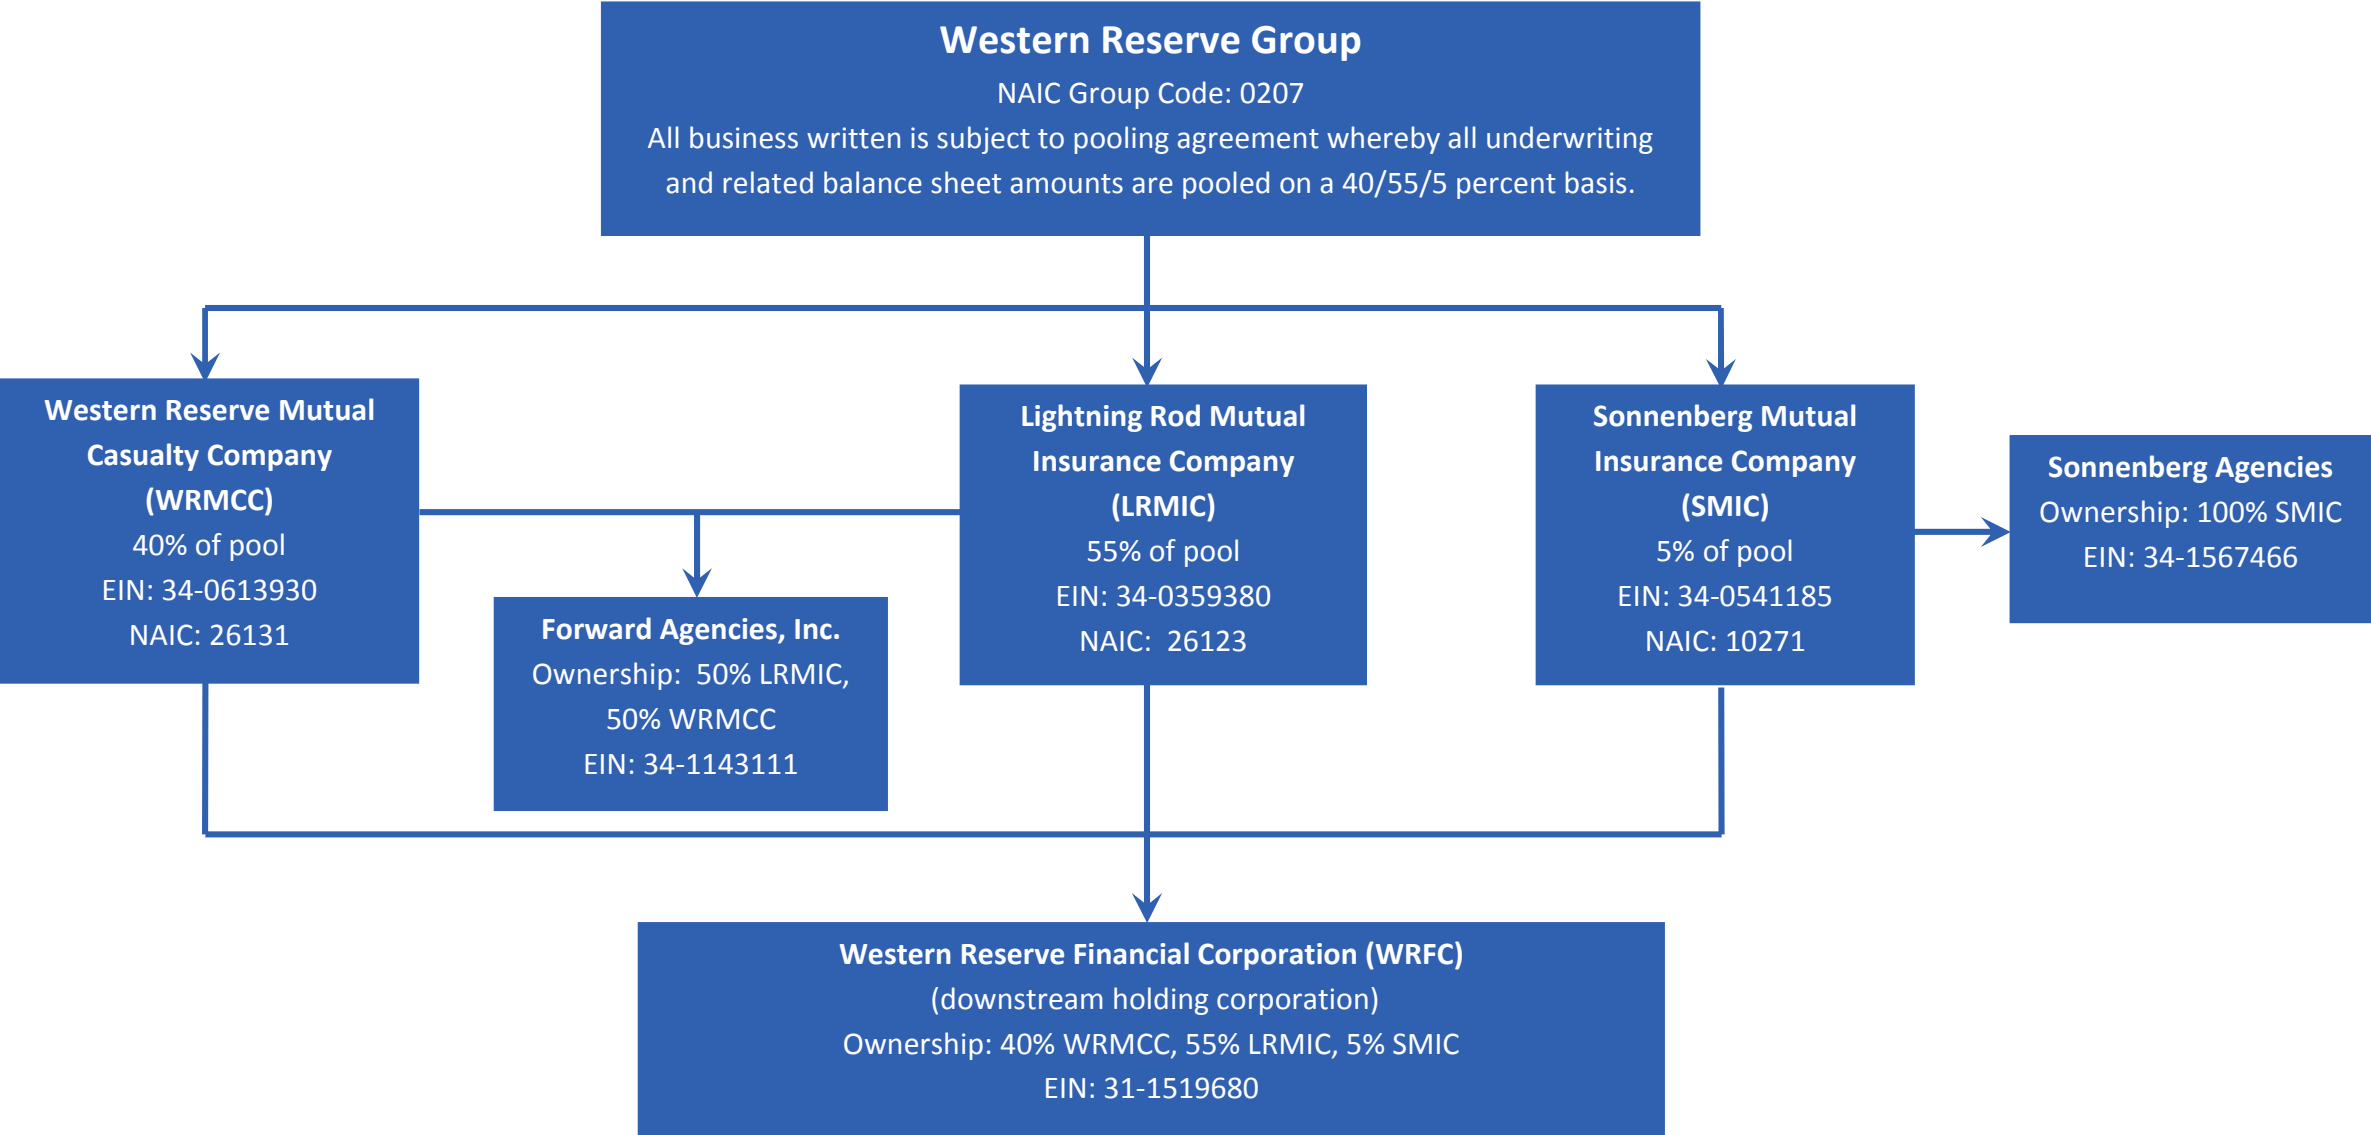 Western Reserve Group
NAIC Group Code: 0207
All business written is subject to pooling agreement whereby all underwriting
and related balance sheet amounts are pooled on a 40/55/5 percent basis.
Western Reserve Mutual
Casualty Company
(WRMCC)
40% of pool
EIN: 34-0613930
NAIC: 26131
Forward Agencies, Inc.
Ownership:  50% LRMIC,
50% WRMCC
EIN: 34-1143111
Lightning Rod Mutual
Insurance Company
(LRMIC)
55% of pool
EIN: 34-0359380
NAIC:  26123
Sonnenberg Mutual
Insurance Company
(SMIC)
5% of pool
EIN: 34-0541185
NAIC: 10271
Sonnenberg Agencies
Ownership: 100% SMIC
EIN: 34-1567466
Western Reserve Financial Corporation (WRFC)
(downstream holding corporation)
Ownership: 40% WRMCC, 55% LRMIC, 5% SMIC
EIN: 31-1519680